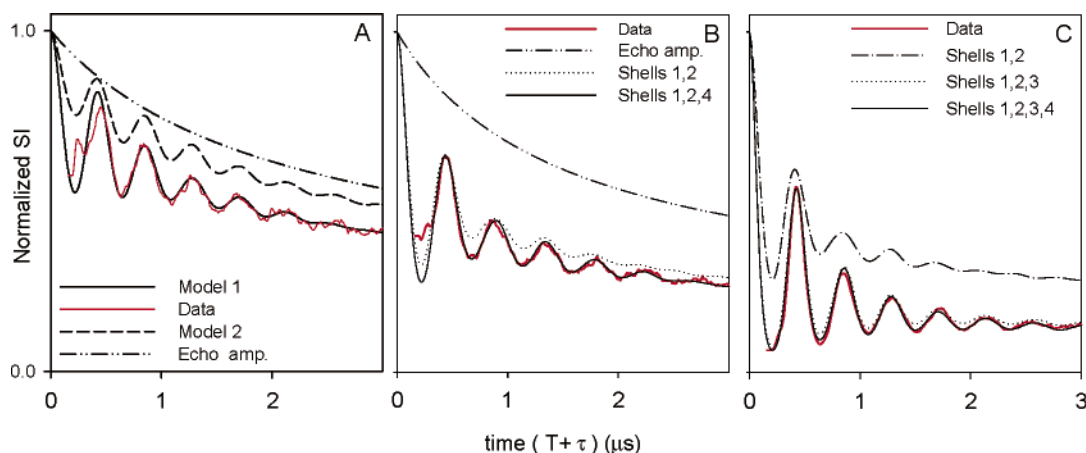 1.0
Normalized SI
0.0
A
Model 1
Data
Model 2
Echo amp.
0
1
2
B
Data
Echo amp.
Shells 1,2
Shells 1,2,4
0
1
2
C
Data
Shells 1,2
Shells 1,2,3
Shells 1,2,3,4
0
1
2
3
time ( T+ τ ) (μs)